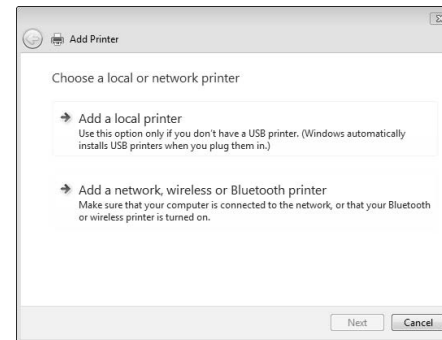 Add Printer
Choose a local or network printer
Add a local printer
Use this option only if you don't have a USB printer. (Windows automatically
installs USB printers when you plug them in.)
Add a network, wireless or Bluetooth printer
Make sure that your computer is connected to the network, or that your Bluetooth
or wireless printer is turned on.
Next
Cancel